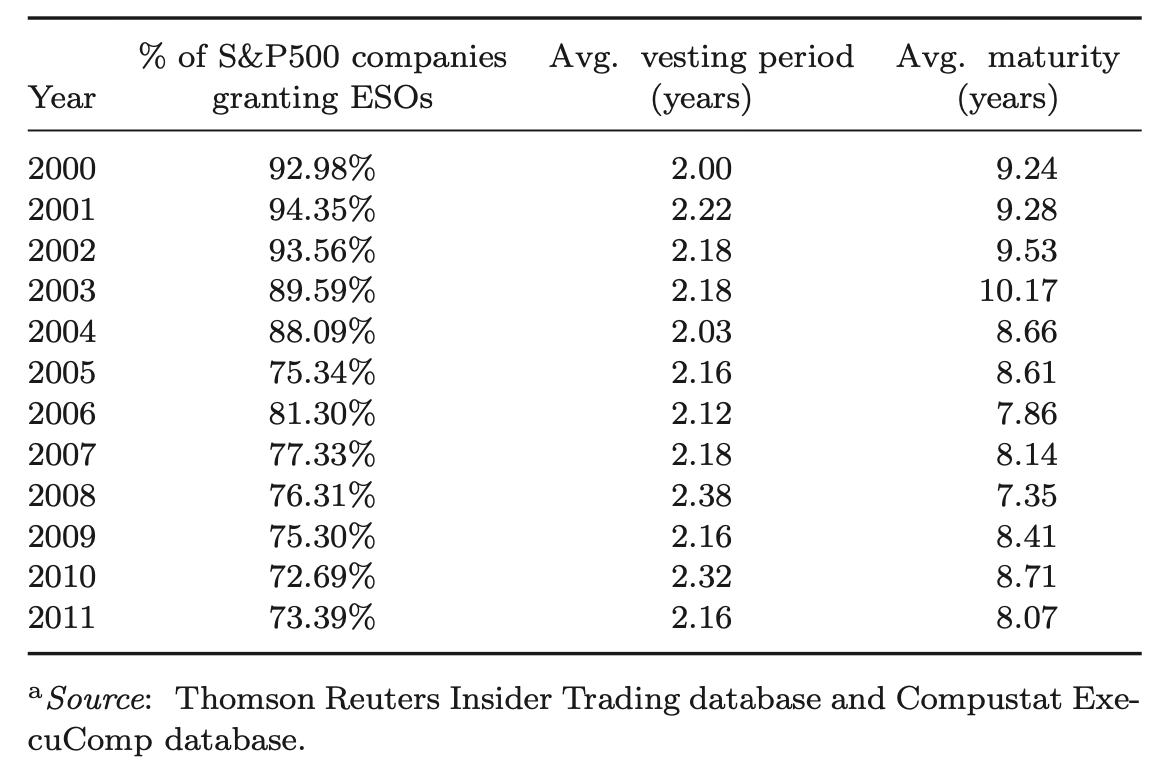 % of S&P500 companies Avg. vesting period Avg. maturity
Year granting ESOs (years) (years)
2000 92.98% 2.00 9.24
2001 94.35% 2.22 9.28
2002 93.56% 2.18 9.53
2003 89.59% 2.18 10.17
2004 88.09% 2.03 8.66
2005 75.34% 2.16 8.61
2006 81.30% 2.12 7.86
2007 77.33% 2.18 8.14
2008 76.31% 2.38 7.35
2009 75.30% 2.16 8.41
2010 72.69% 2.32 8.71
2011 73.39% 2.16 8.07
a Source: Thomson Reuters Insider Trading database and Compustat Exe-
cuComp database.